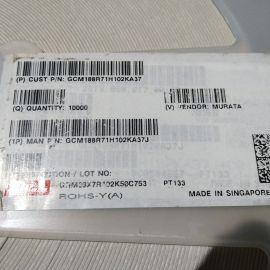 (P) CUST P/N: GCM188R71H102KA37
(Q) QUANTITY: 10000 (V) VENDOR: MURATA
(1P) MAN P/N: GCM188R71H102KA37J
/ LOT NO:
PT133
MADE IN SINGAPORE
ROHS-Y(A)